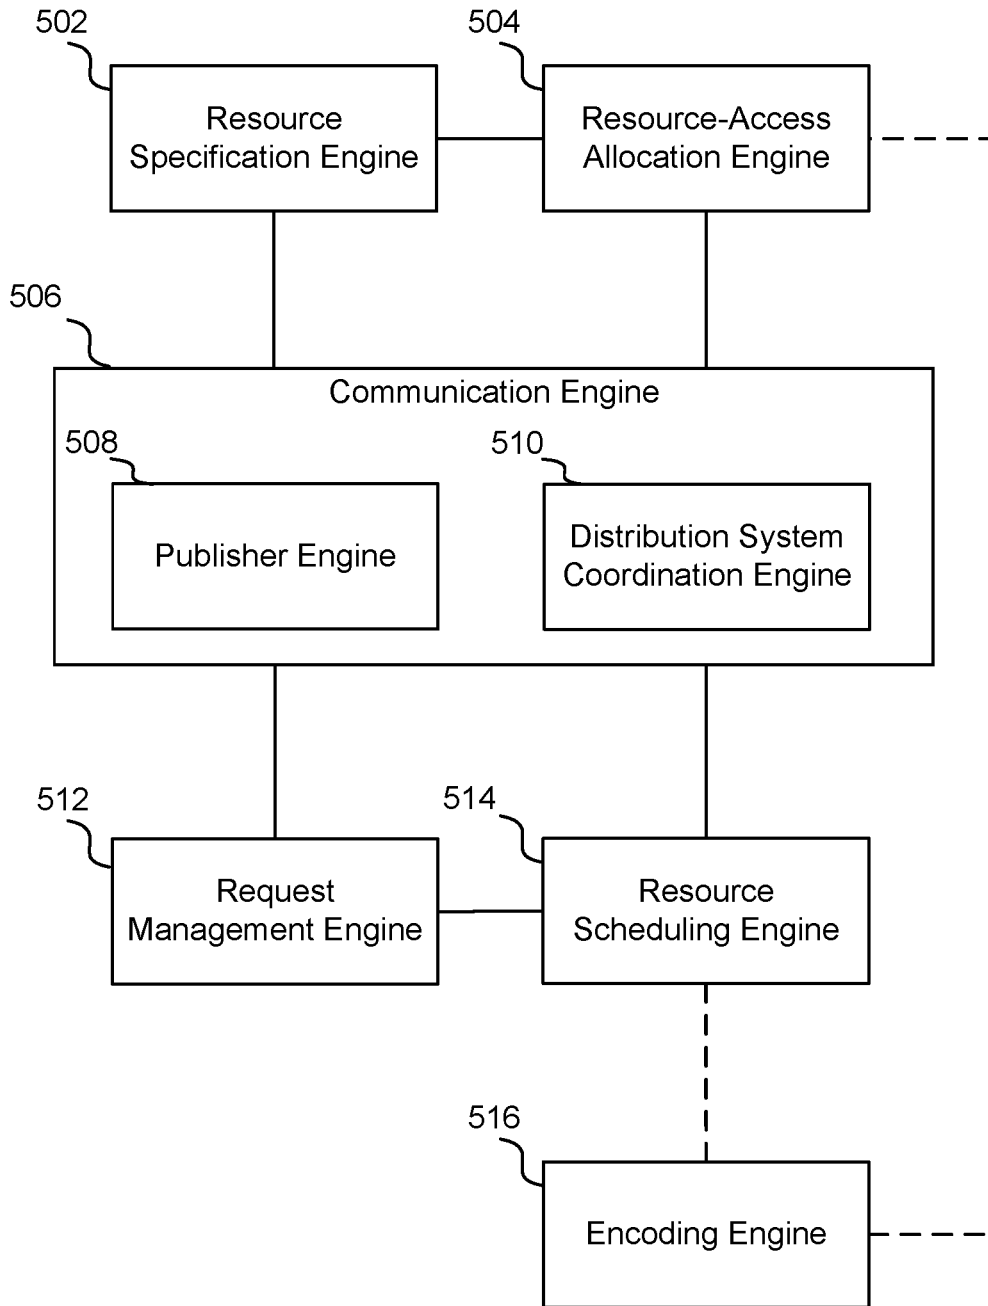 502
504
Resource
Specification Engine
Resource-Access
Allocation Engine
506
Communication Engine
508
510
Publisher Engine
Distribution System
Coordination Engine
512
514
Request
Management Engine
Resource
Scheduling Engine
516
Encoding Engine